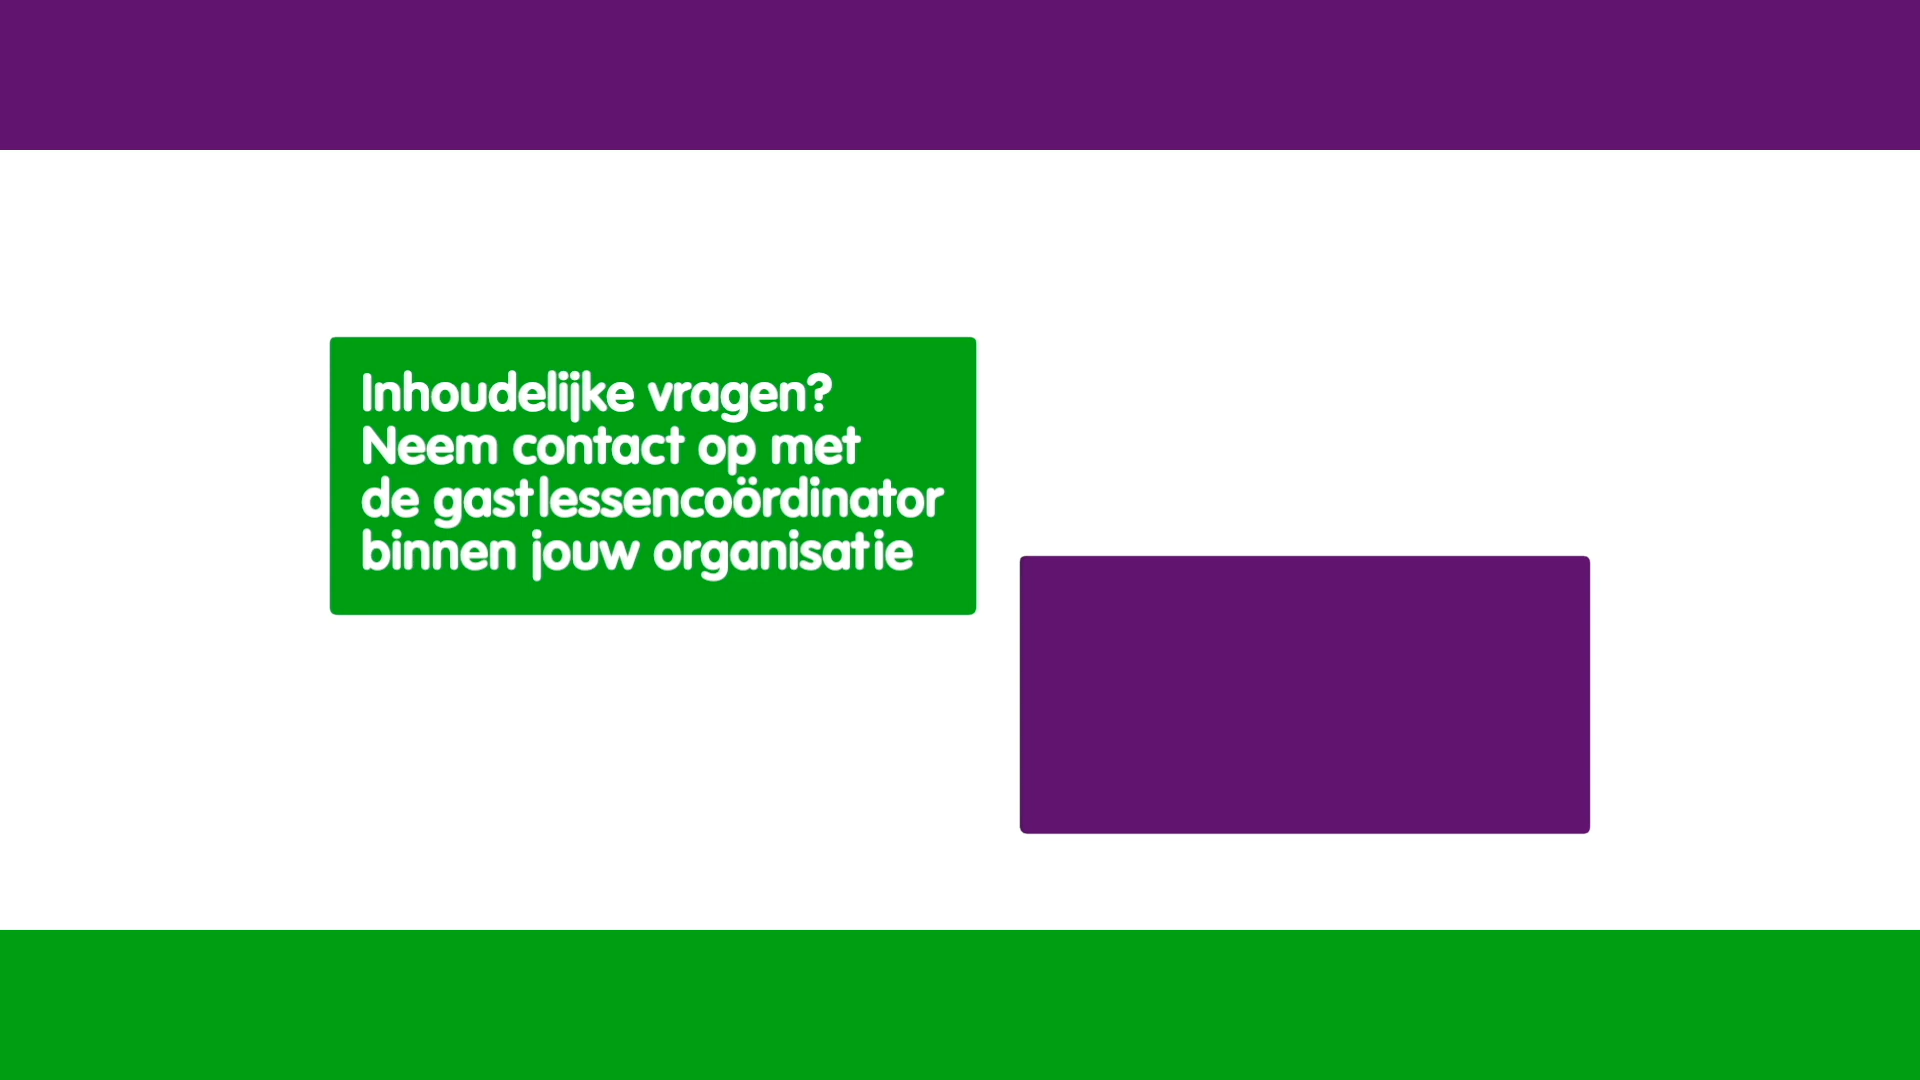 Inhoudelijke vragen?
Neem contact op met
de gastlessencoördinator
binnen jouw organisatie